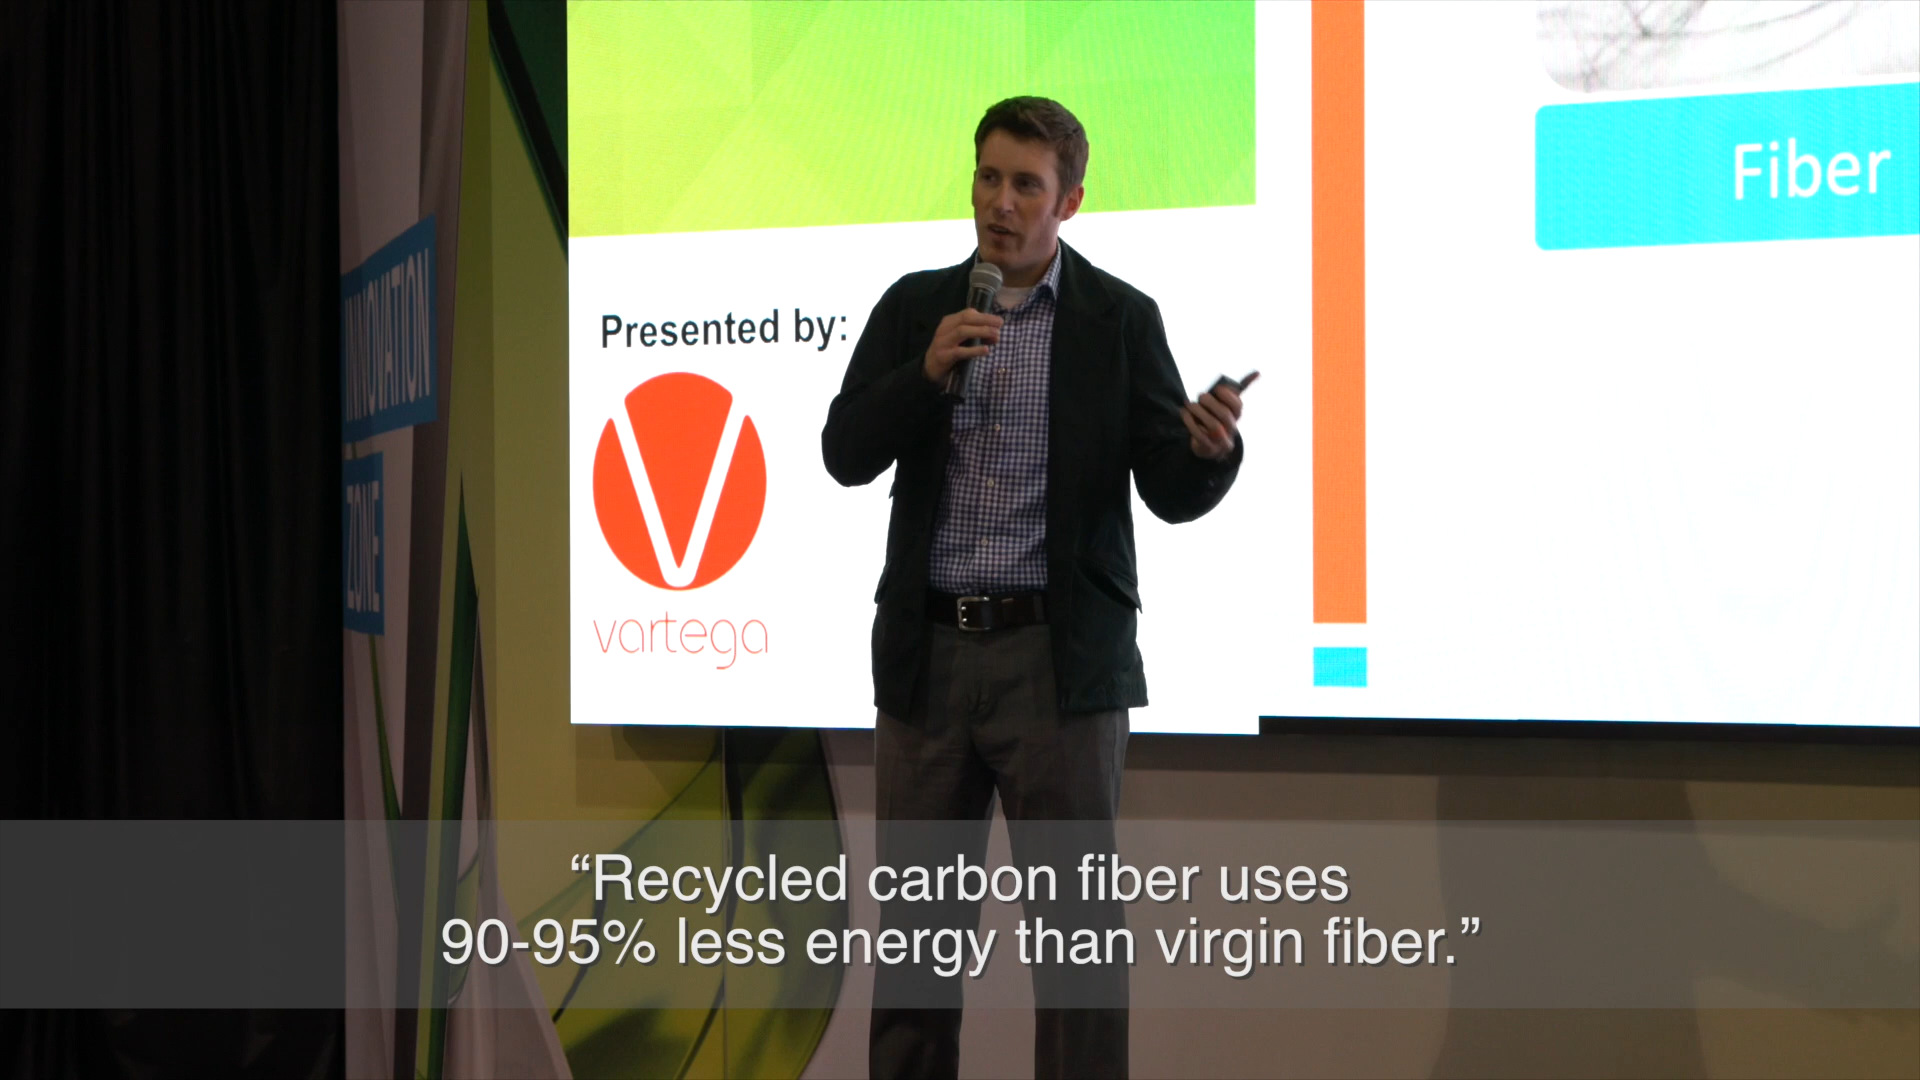 Fiber
INNOVATION
ZONE
Presented by:
V
vartega
“Recycled carbon fiber uses
90-95% less energy than virgin fiber.”